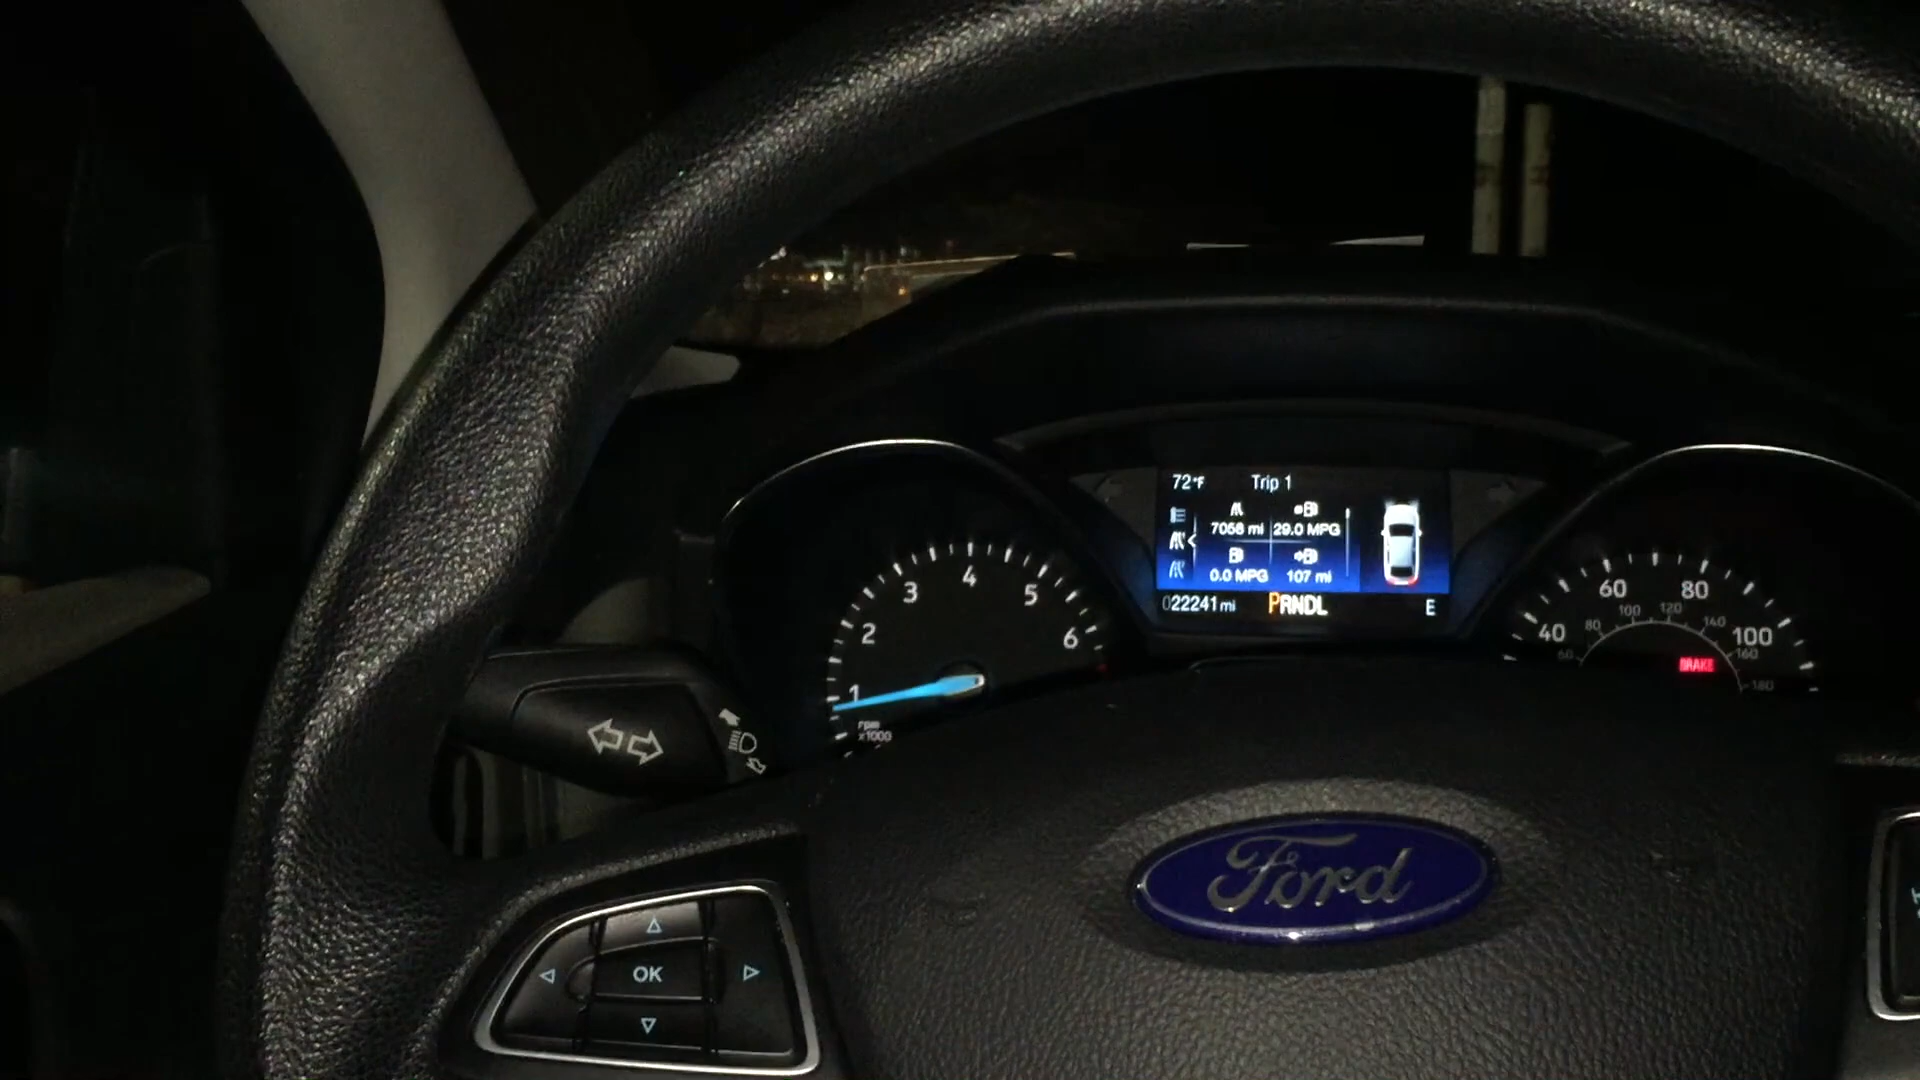 72°F Trip 1
7058 mi 29.0 MPG
0.0 MPG 107 mi
022241 mi PRNDL E
1 2 3 4 5 6
rpm
x1000
40 60 80 100
60 80 100 120 140 160 180
BRAKE
Ford
OK